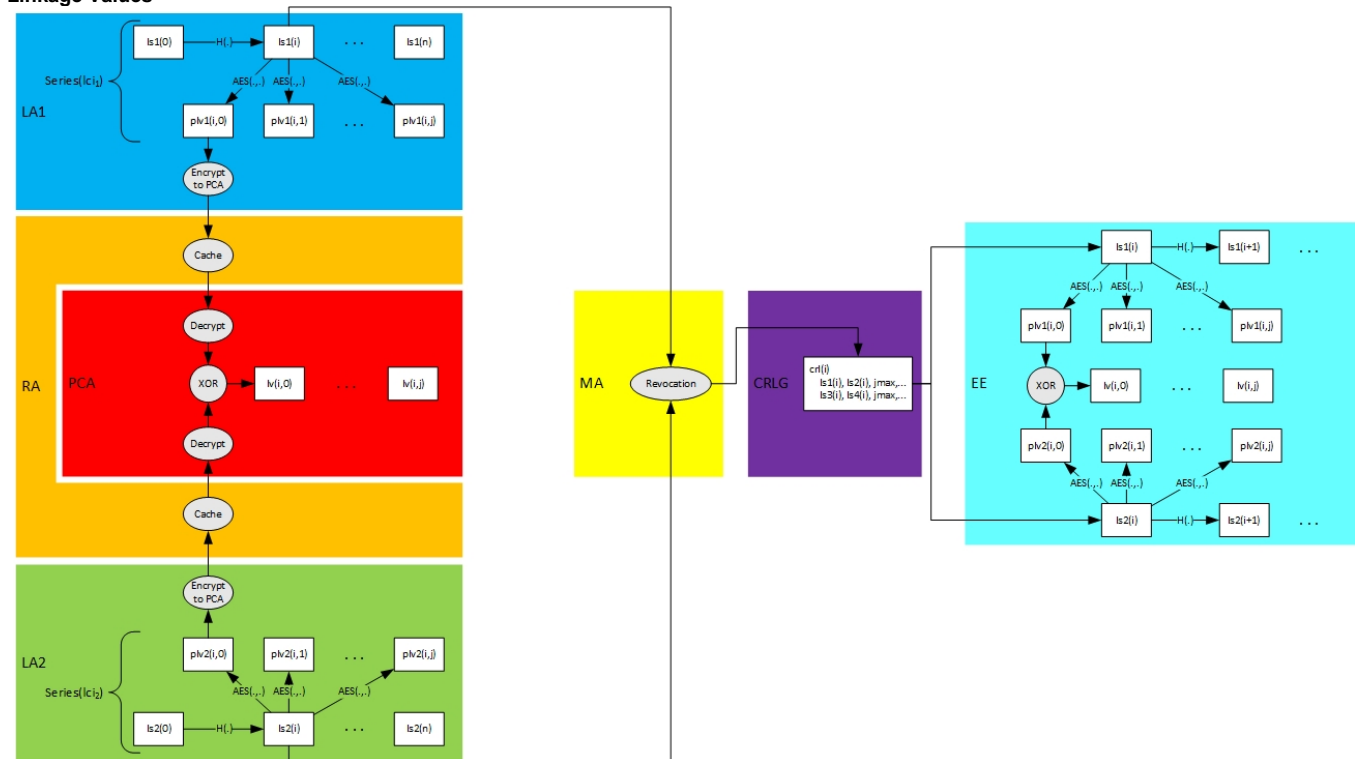 Linkage Values
ls1(0)
H(.)
ls1(i)
. . .
ls1(n)
Series(lci₁)
AES(.,.)
AES(.,.)
AES(.,.)
LA1
plv1(i,0)
plv1(i,1)
. . .
plv1(i,j)
Encrypt
to PCA
Cache
Decrypt
RA
PCA
XOR
lv(i,0)
. . .
lv(i,j)
Decrypt
Cache
Encrypt
to PCA
LA2
plv2(i,0)
plv2(i,1)
. . .
plv2(i,j)
Series(lci₂)
AES(.,.)
AES(.,.)
AES(.,.)
ls2(0)
H(.)
ls2(i)
. . .
ls2(n)
MA
Revocation
CRLG
crl(i)
ls1(i), ls2(i), jmax,...
ls3(i), ls4(i), jmax,...
EE
ls1(i)
H(.)
ls1(i+1)
. . .
AES(.,.)
AES(.,.)
AES(.,.)
plv1(i,0)
plv1(i,1)
. . .
plv1(i,j)
XOR
lv(i,0)
. . .
lv(i,j)
plv2(i,0)
plv2(i,1)
. . .
plv2(i,j)
AES(.,.)
AES(.,.)
AES(.,.)
ls2(i)
H(.)
ls2(i+1)
. . .